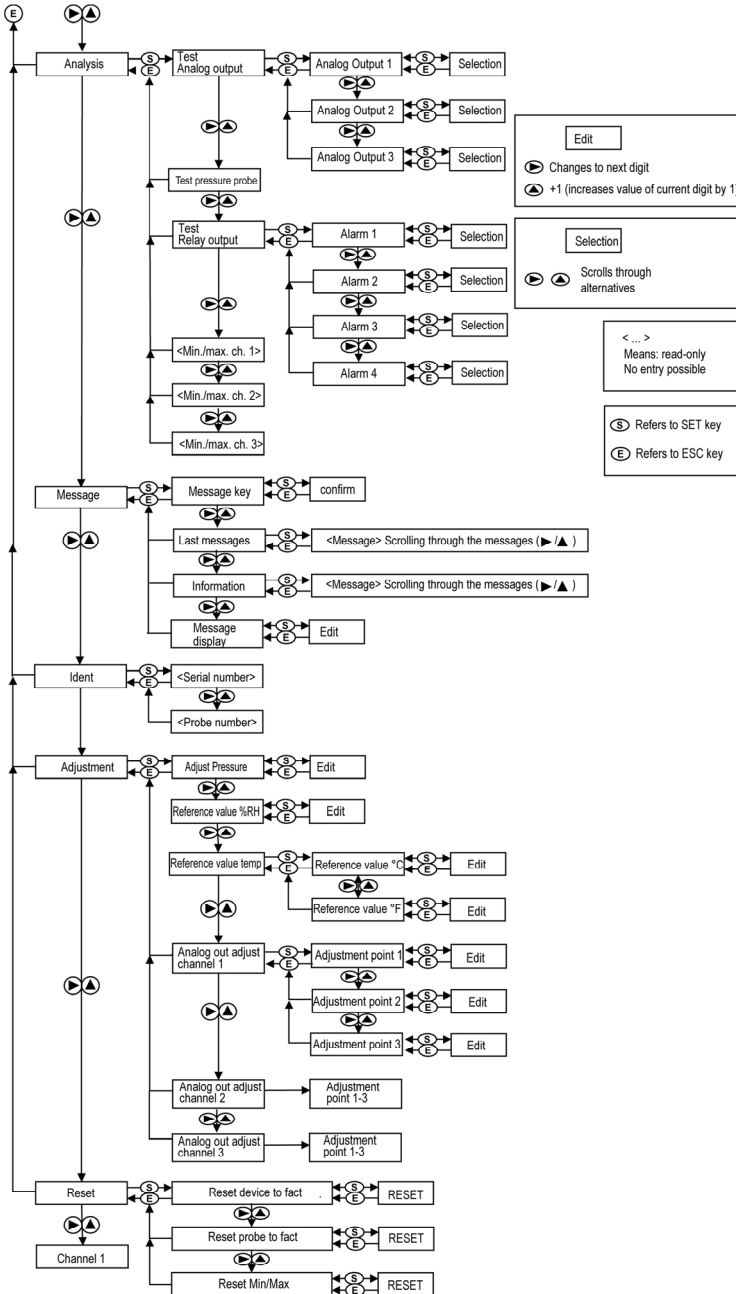 E
Analysis
S
E
Test
Analog output
S
E
Analog Output 1
S
E
Selection
Analog Output 2
S
E
Selection
Analog Output 3
S
E
Selection
Test pressure probe
Test
Relay output
S
E
Alarm 1
S
E
Selection
Alarm 2
S
E
Selection
Alarm 3
S
E
Selection
Alarm 4
S
E
Selection
<Min./max. ch. 1>
<Min./max. ch. 2>
<Min./max. ch. 3>
Edit
Changes to next digit
+1 (increases value of current digit by 1)
Selection
Scrolls through
alternatives
< ... >
Means: read-only
No entry possible
S Refers to SET key
E Refers to ESC key
Message
S
E
Message key
S
E
confirm
Last messages
S
E
<Message> Scrolling through the messages ( ▶ /▲ )
Information
S
E
<Message> Scrolling through the messages ( ▶ /▲ )
Message
display
S
E
Edit
Ident
S
E
<Serial number>
<Probe number>
Adjustment
S
E
Adjust Pressure
S
E
Edit
Reference value %RH
S
E
Edit
Reference value temp
S
E
Reference value °C
S
E
Edit
Reference value °F
S
E
Edit
Analog out adjust
channel 1
S
E
Adjustment point 1
S
E
Edit
Adjustment point 2
S
E
Edit
Adjustment point 3
S
E
Edit
Analog out adjust
channel 2
Adjustment
point 1-3
Analog out adjust
channel 3
Adjustment
point 1-3
Reset
S
E
Reset device to fact .
S
E
RESET
Reset probe to fact
S
E
RESET
Reset Min/Max
S
E
RESET
Channel 1